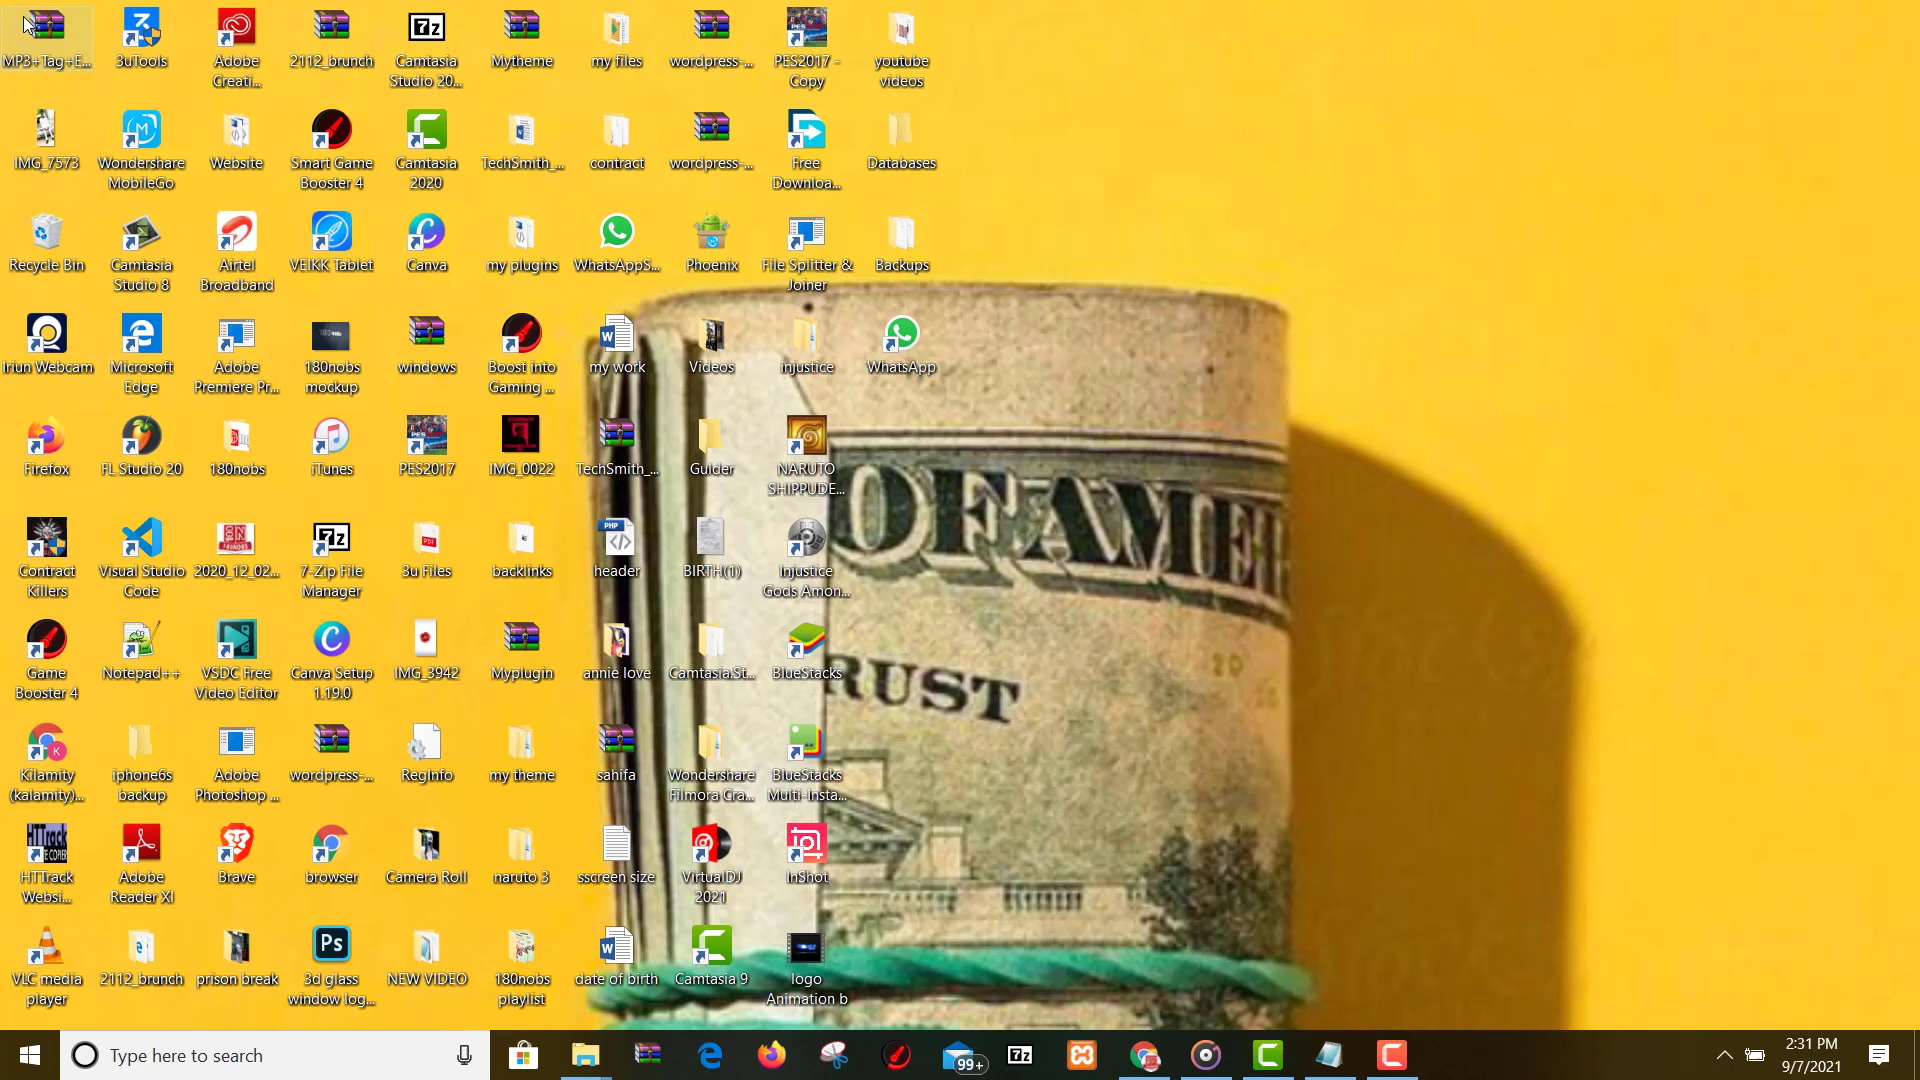 MP3+Tag+E...
3uTools
Adobe
Creati...
2112_brunch
Camtasia
Studio 20...
Mytheme
my files
wordpress-...
PES2017 -
Copy
youtube
videos
IMG_7573
Wondershare
MobileGo
Website
Smart Game
Booster 4
Camtasia
2020
TechSmith_...
contract
wordpress-...
Free
Downloa...
Databases
Recycle Bin
Camtasia
Studio 8
Airtel
Broadband
VEIKK Tablet
Canva
my plugins
WhatsAppS...
Phoenix
File Splitter &
Joiner
Backups
Iriun Webcam
Microsoft
Edge
Adobe
Premiere Pr...
180nobs
mockup
windows
Boost into
Gaming ...
my work
Videos
injustice
WhatsApp
Firefox
FL Studio 20
180nobs
iTunes
PES2017
IMG_0022
TechSmith_...
Guider
NARUTO
SHIPPUDE...
Contract
Killers
Visual Studio
Code
2020_12_02...
7-Zip File
Manager
3u Files
backlinks
header
BIRTH(1)
Injustice
Gods Amon...
Game
Booster 4
Notepad++
VSDC Free
Video Editor
Canva Setup
1.19.0
IMG_3942
Myplugin
annie love
Camtasia.St...
BlueStacks
Kilamity
(kalamity)...
iphone6s
backup
Adobe
Photoshop ...
wordpress-...
RegInfo
my theme
sahifa
Wondershare
Filmora Cra...
BlueStacks
Multi-Insta...
HTTrack
Websi...
Adobe
Reader XI
Brave
browser
Camera Roll
naruto 3
sscreen size
VirtualDJ
2021
InShot
VLC media
player
2112_brunch
prison break
3d glass
window log...
NEW VIDEO
180nobs
playlist
date of birth
Camtasia 9
logo
Animation b
OF AMER
RUST
Type here to search
99+
7z
2:31 PM
9/7/2021